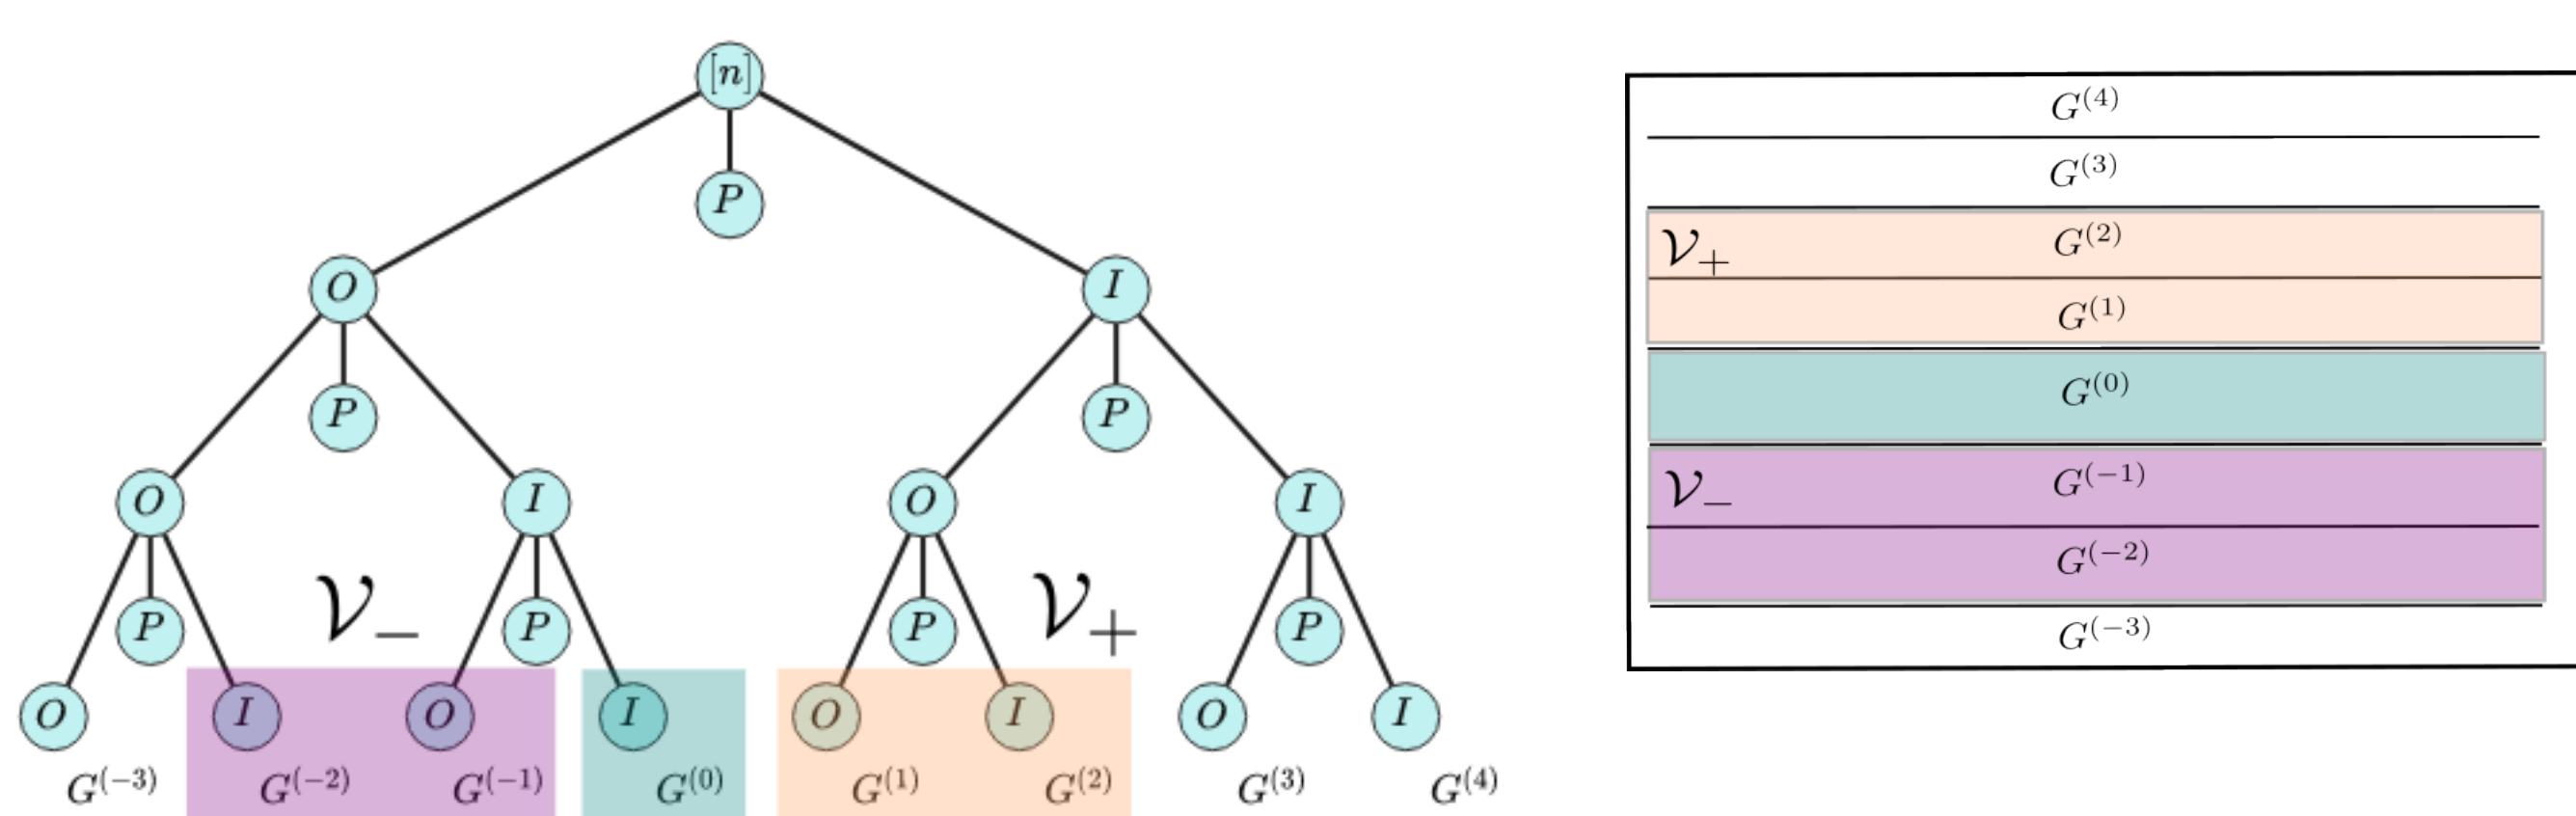 [n]
P
O I
P P
O I O I
𝒱₋ 𝒱₊
P P P P
O I O I O I O I
G^{(-3)} G^{(-2)} G^{(-1)} G^{(0)} G^{(1)} G^{(2)} G^{(3)} G^{(4)}
G^{(4)}
G^{(3)}
𝒱₊ G^{(2)}
G^{(1)}
G^{(0)}
𝒱₋ G^{(-1)}
G^{(-2)}
G^{(-3)}